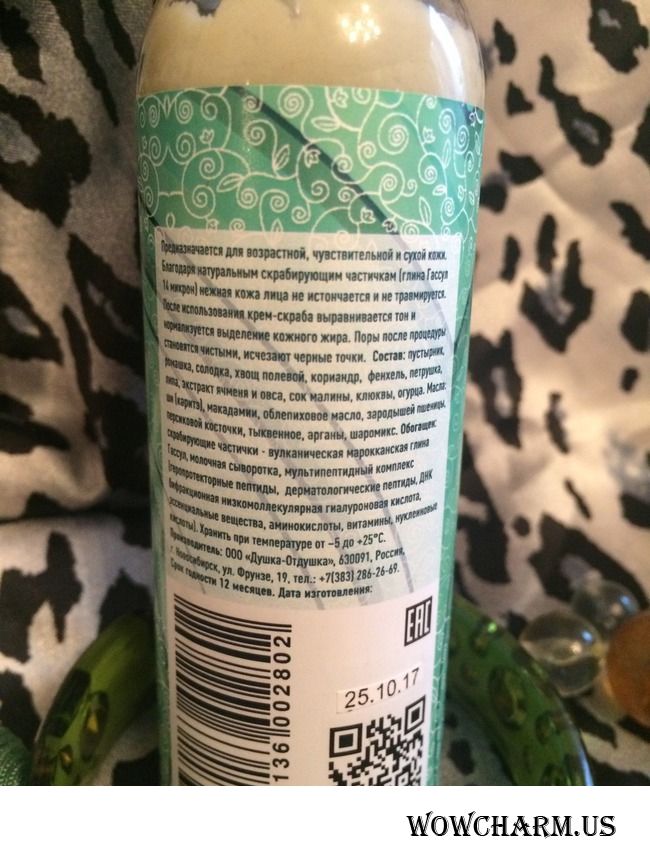 Предназначается для возрастной, чувствительной и сухой кожи.
Благодаря натуральным скрабирующим частичкам (глина Гассул
14 микрон) нежная кожа лица не истончается и не травмируется.
После использования крем-скраба выравнивается тон и
нормализуется выделение кожного жира. Поры после процедуры
становятся чистыми, исчезают черные точки. Состав: пустырник,
ромашка, солодка, хвощ полевой, кориандр, фенхель, петрушка,
липа, экстракт ячменя и овса, сок малины, клюквы, огурца. Масла:
ши (каритэ), макадамии, облепиховое масло, зародышей пшеницы,
персиковой косточки, тыквенное, арганы, шаромикс. Обогащен:
скрабирующие частички - вулканическая марокканская глина
Гассул, молочная сыворотка, мультипептидный комплекс
(геропротекторные пептиды, дерматологические пептиды, ДНК
бифракционная низкомоллекулярная гиалуроновая кислота,
эссенциальные вещества, аминокислоты, витамины, нуклеиновые
кислоты). Хранить при температуре от –5 до +25°С.
Производитель: ООО «Душка-Отдушка», 630091, Россия,
г. Новосибирск, ул. Фрунзе, 19, тел.: +7(383) 286-26-69.
Срок годности 12 месяцев. Дата изготовления:
EAC
136 002802
25.10.17
WOWCHARM.US